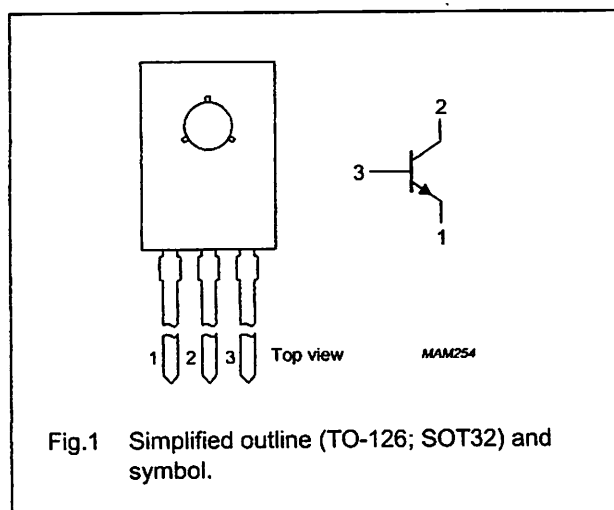 2
3
1
1 2 3 Top view MAM254
Fig.1 Simplified outline (TO-126; SOT32) and
symbol.